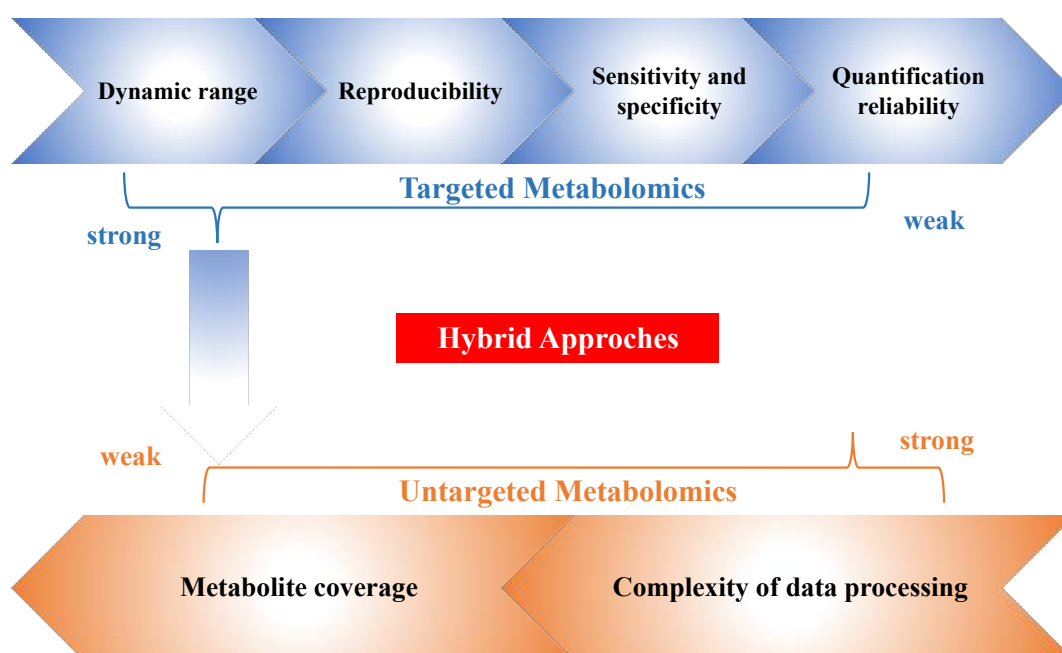 Dynamic range
Reproducibility
Sensitivity and
specificity
Quantification
reliability
Targeted Metabolomics
strong
weak
Hybrid Approches
weak
strong
Untargeted Metabolomics
Metabolite coverage
Complexity of data processing